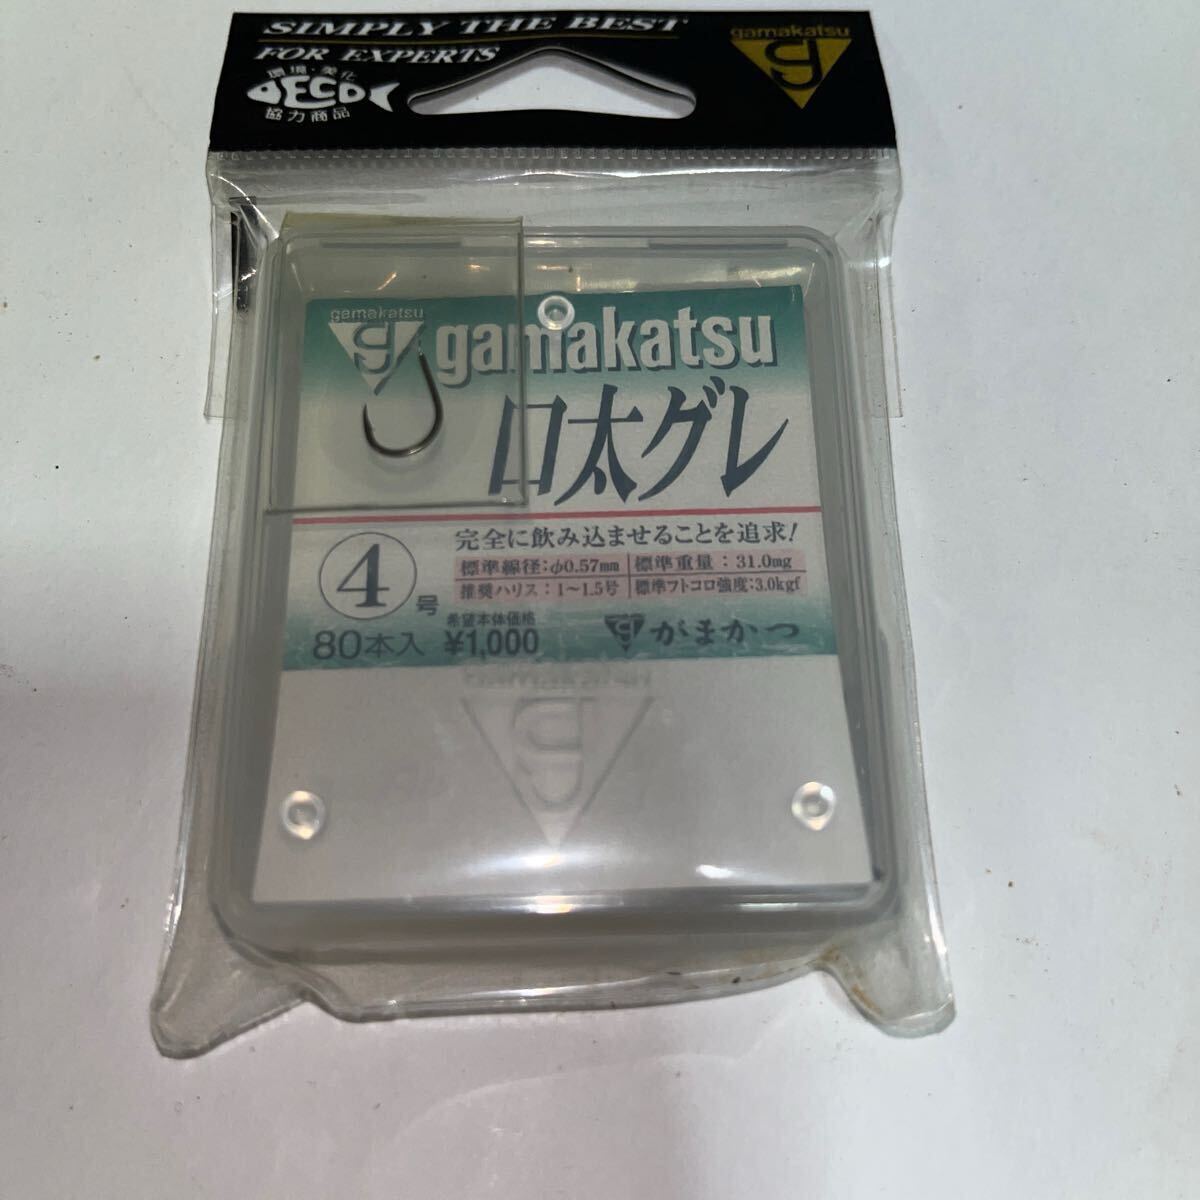 SIMPLY THE BEST
FOR EXPERTS
gamakatsu
環境・美化
ECO
協力商品
gamakatsu
gamakatsu
口太グレ
完全に飲み込ませることを追求!
標準線径:φ0.57mm 標準重量:31.0mg
推奨ハリス:1〜1.5号 標準フトコロ強度:3.0kgf
4号
80本入
希望本体価格
¥1,000
がまかつ
gamakatsu